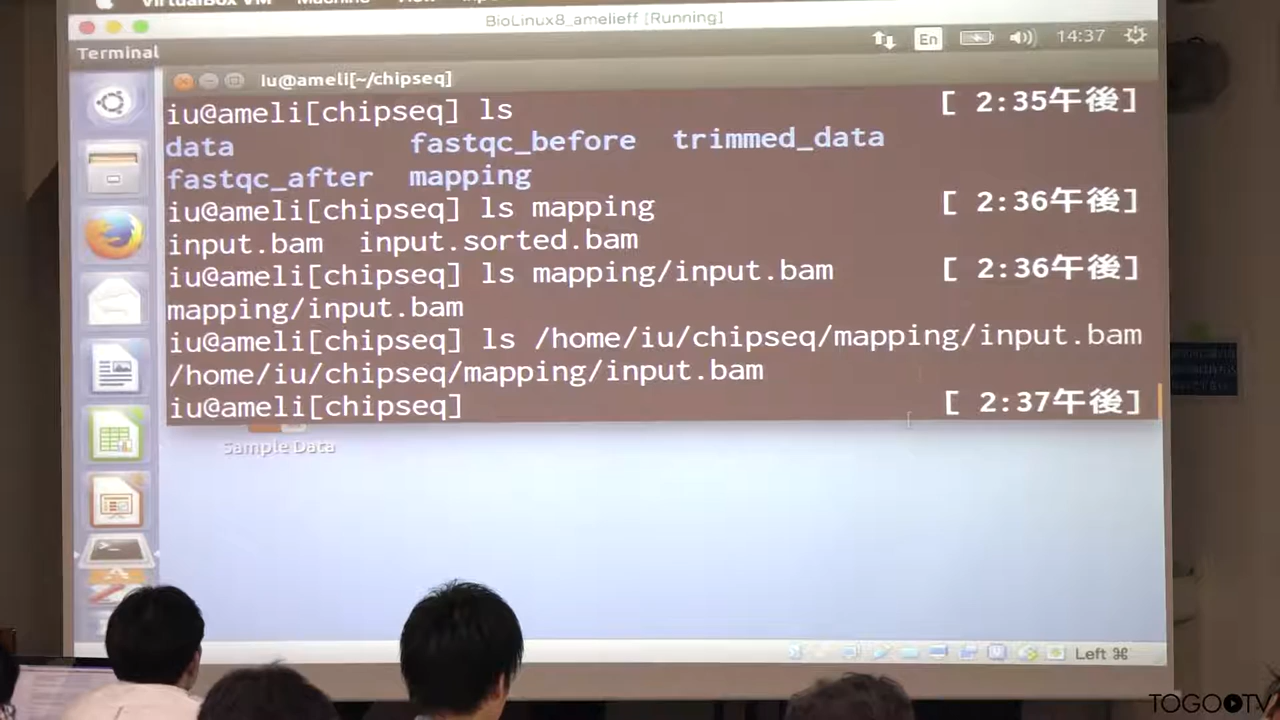 VirtualBox VM Machine View
BioLinux8_amelieff [Running]
Terminal En 14:37
iu@ameli[~/chipseq]
iu@ameli[chipseq] ls [ 2:35午後]
data fastqc_before trimmed_data
fastqc_after mapping
iu@ameli[chipseq] ls mapping [ 2:36午後]
input.bam input.sorted.bam
iu@ameli[chipseq] ls mapping/input.bam [ 2:36午後]
mapping/input.bam
iu@ameli[chipseq] ls /home/iu/chipseq/mapping/input.bam
/home/iu/chipseq/mapping/input.bam
iu@ameli[chipseq] [ 2:37午後]
Sample Data
Left ⌘
TOGOTV